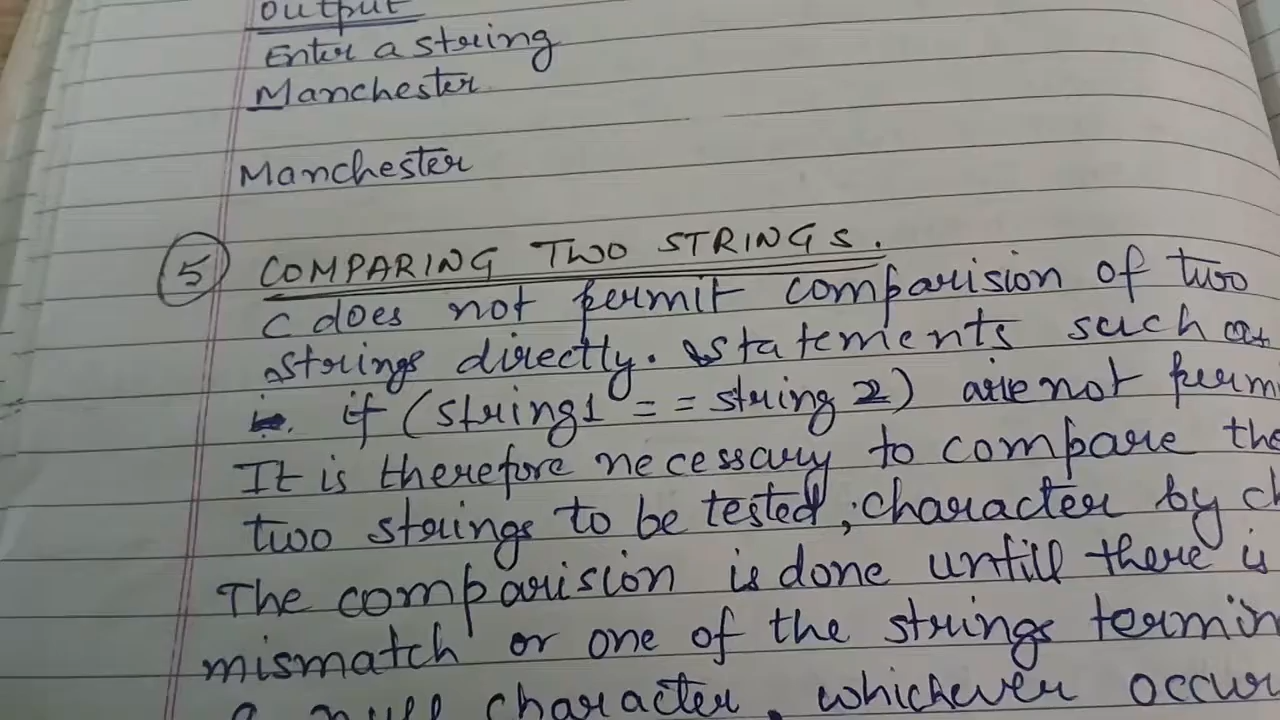 Output
Enter a string
Manchester
Manchester
5 COMPARING TWO STRINGS.
C does not permit comparision of two
strings directly. statements such as
if (string1 == string 2) are not perm
It is therefore necessary to compare the
two strings to be tested, character by ch
The comparision is done untill there is
mismatch or one of the strings termin
a null character, whichever occur